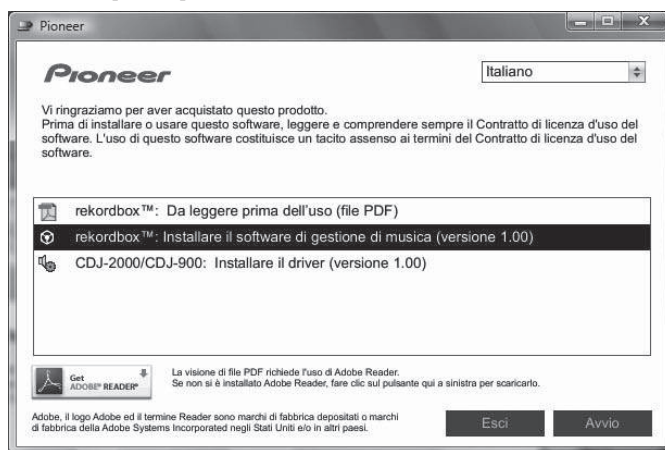 Pioneer
Pioneer
Italiano
Vi ringraziamo per aver acquistato questo prodotto.
Prima di installare o usare questo software, leggere e comprendere sempre il Contratto di licenza d'uso del
software. L'uso di questo software costituisce un tacito assenso ai termini del Contratto di licenza d'uso del
software.
rekordbox™: Da leggere prima dell'uso (file PDF)
rekordbox™: Installare il software di gestione di musica (versione 1.00)
CDJ-2000/CDJ-900: Installare il driver (versione 1.00)
Get
ADOBE® READER®
La visione di file PDF richiede l'uso di Adobe Reader.
Se non si è installato Adobe Reader, fare clic sul pulsante qui a sinistra per scaricarlo.
Adobe, il logo Adobe ed il termine Reader sono marchi di fabbrica depositati o marchi
di fabbrica della Adobe Systems Incorporated negli Stati Uniti e/o in altri paesi.
Esci
Avvio